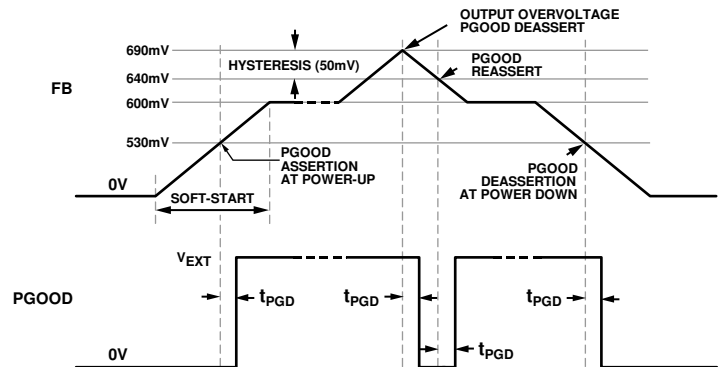 OUTPUT OVERVOLTAGE
PGOOD DEASSERT
690mV
HYSTERESIS (50mV)
PGOOD
REASSERT
640mV
FB
600mV
530mV
PGOOD
ASSERTION
AT POWER-UP
PGOOD
DEASSERTION
AT POWER DOWN
0V
SOFT-START
VEXT
PGOOD
tPGD
tPGD
tPGD
tPGD
0V